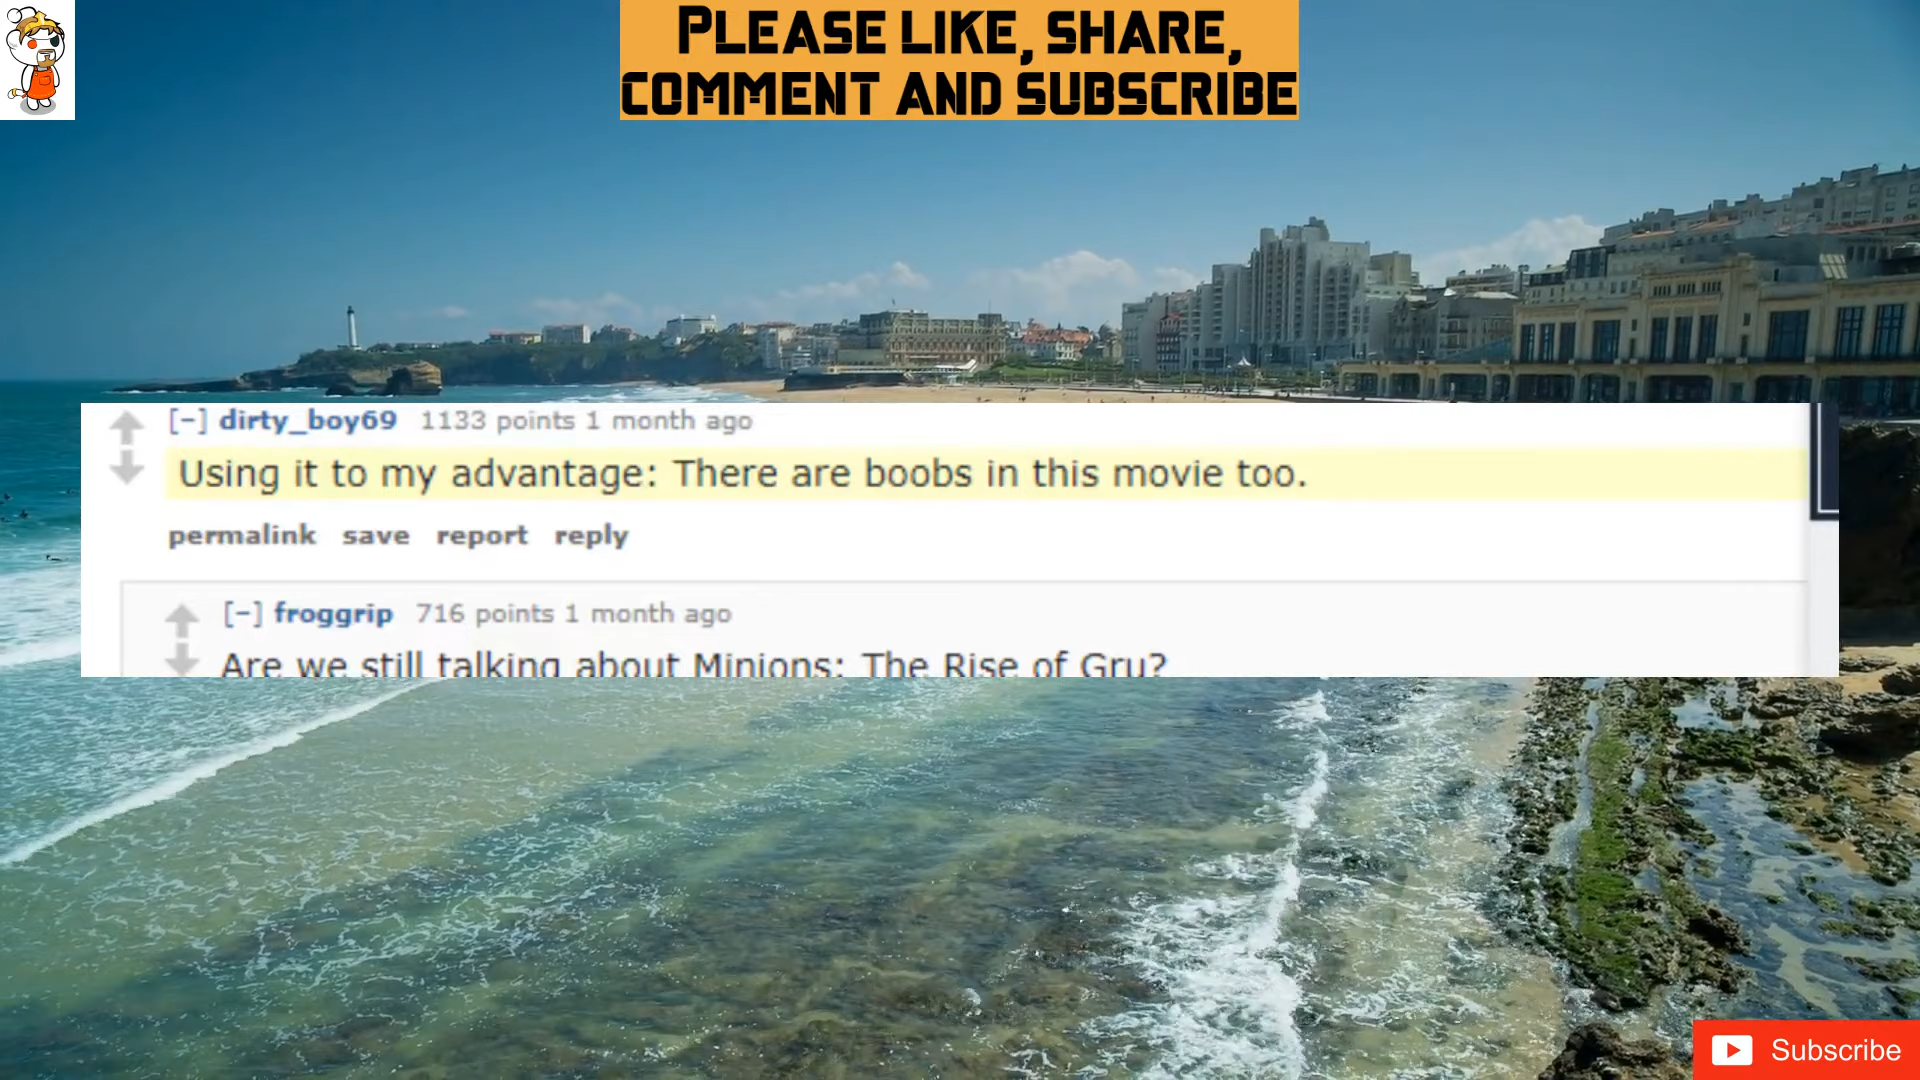 PLEASE LIKE, SHARE,
COMMENT AND SUBSCRIBE
[-] dirty_boy69 1133 points 1 month ago
Using it to my advantage: There are boobs in this movie too.
permalink save report reply
[-] froggrip 716 points 1 month ago
Are we still talking about Minions: The Rise of Gru?
Subscribe